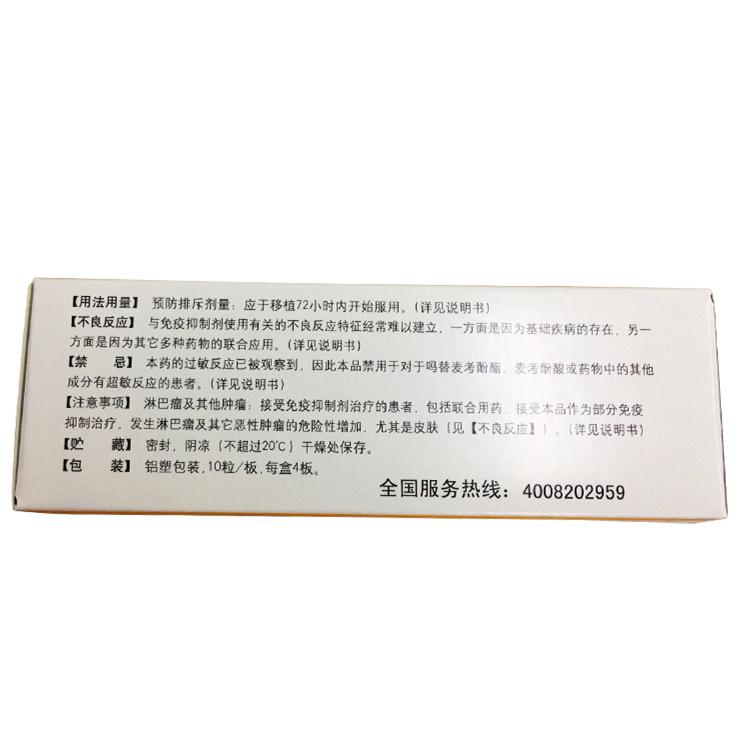 【用法用量】 预防排斥剂量：应于移植72小时内开始服用。(详见说明书)
【不良反应】 与免疫抑制剂使用有关的不良反应特征经常难以建立，一方面是因为基础疾病的存在，另一
方面是因为其它多种药物的联合应用。(详见说明书)
【禁 忌】 本药的过敏反应已被观察到，因此本品禁用于对于吗替麦考酚酯、麦考酚酸或药物中的其他
成分有超敏反应的患者。(详见说明书)
【注意事项】 淋巴瘤及其他肿瘤：接受免疫抑制剂治疗的患者，包括联合用药，接受本品作为部分免疫
抑制治疗，发生淋巴瘤及其它恶性肿瘤的危险性增加，尤其是皮肤（见【不良反应】）。(详见说明书)
【贮 藏】 密封，阴凉（不超过20℃）干燥处保存。
【包 装】 铝塑包装，10粒/板，每盒4板。
全国服务热线：4008202959